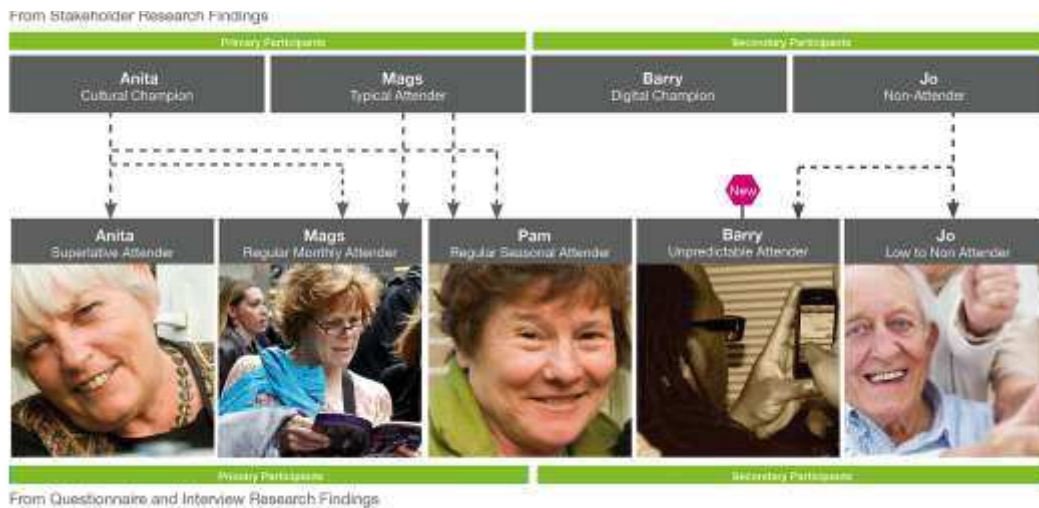 From Stakeholder Research Findings
Primary Participants
Secondary Participants
Anita
Cultural Champion
Mags
Typical Attender
Barry
Digital Champion
Jo
Non-Attender
New
Anita
Superlative Attender
Mags
Regular Monthly Attender
Pam
Regular Seasonal Attender
Barry
Unpredictable Attender
Jo
Low to Non Attender
Primary Participants
Secondary Participants
From Questionnaire and Interview Research Findings